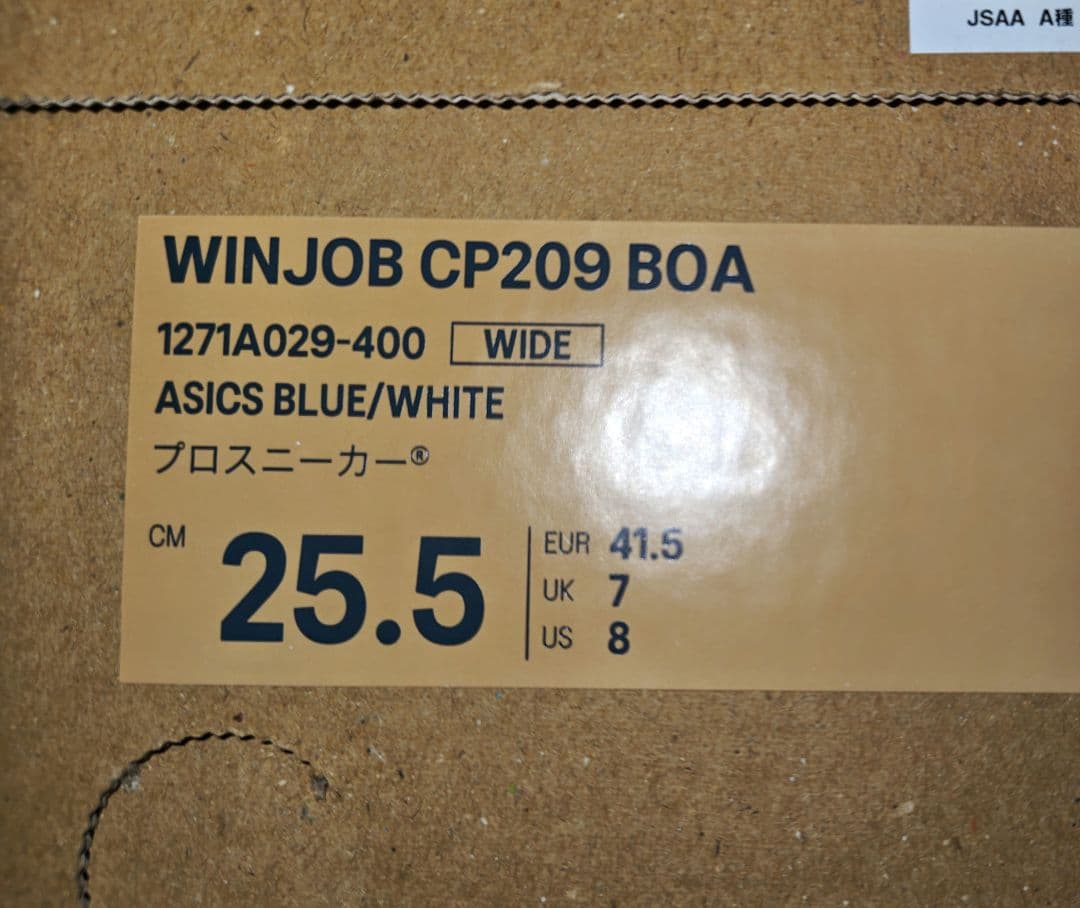 JSAA A種
WINJOB CP209 BOA
1271A029-400 WIDE
ASICS BLUE/WHITE
プロスニーカー®
CM 25.5
EUR 41.5
UK 7
US 8